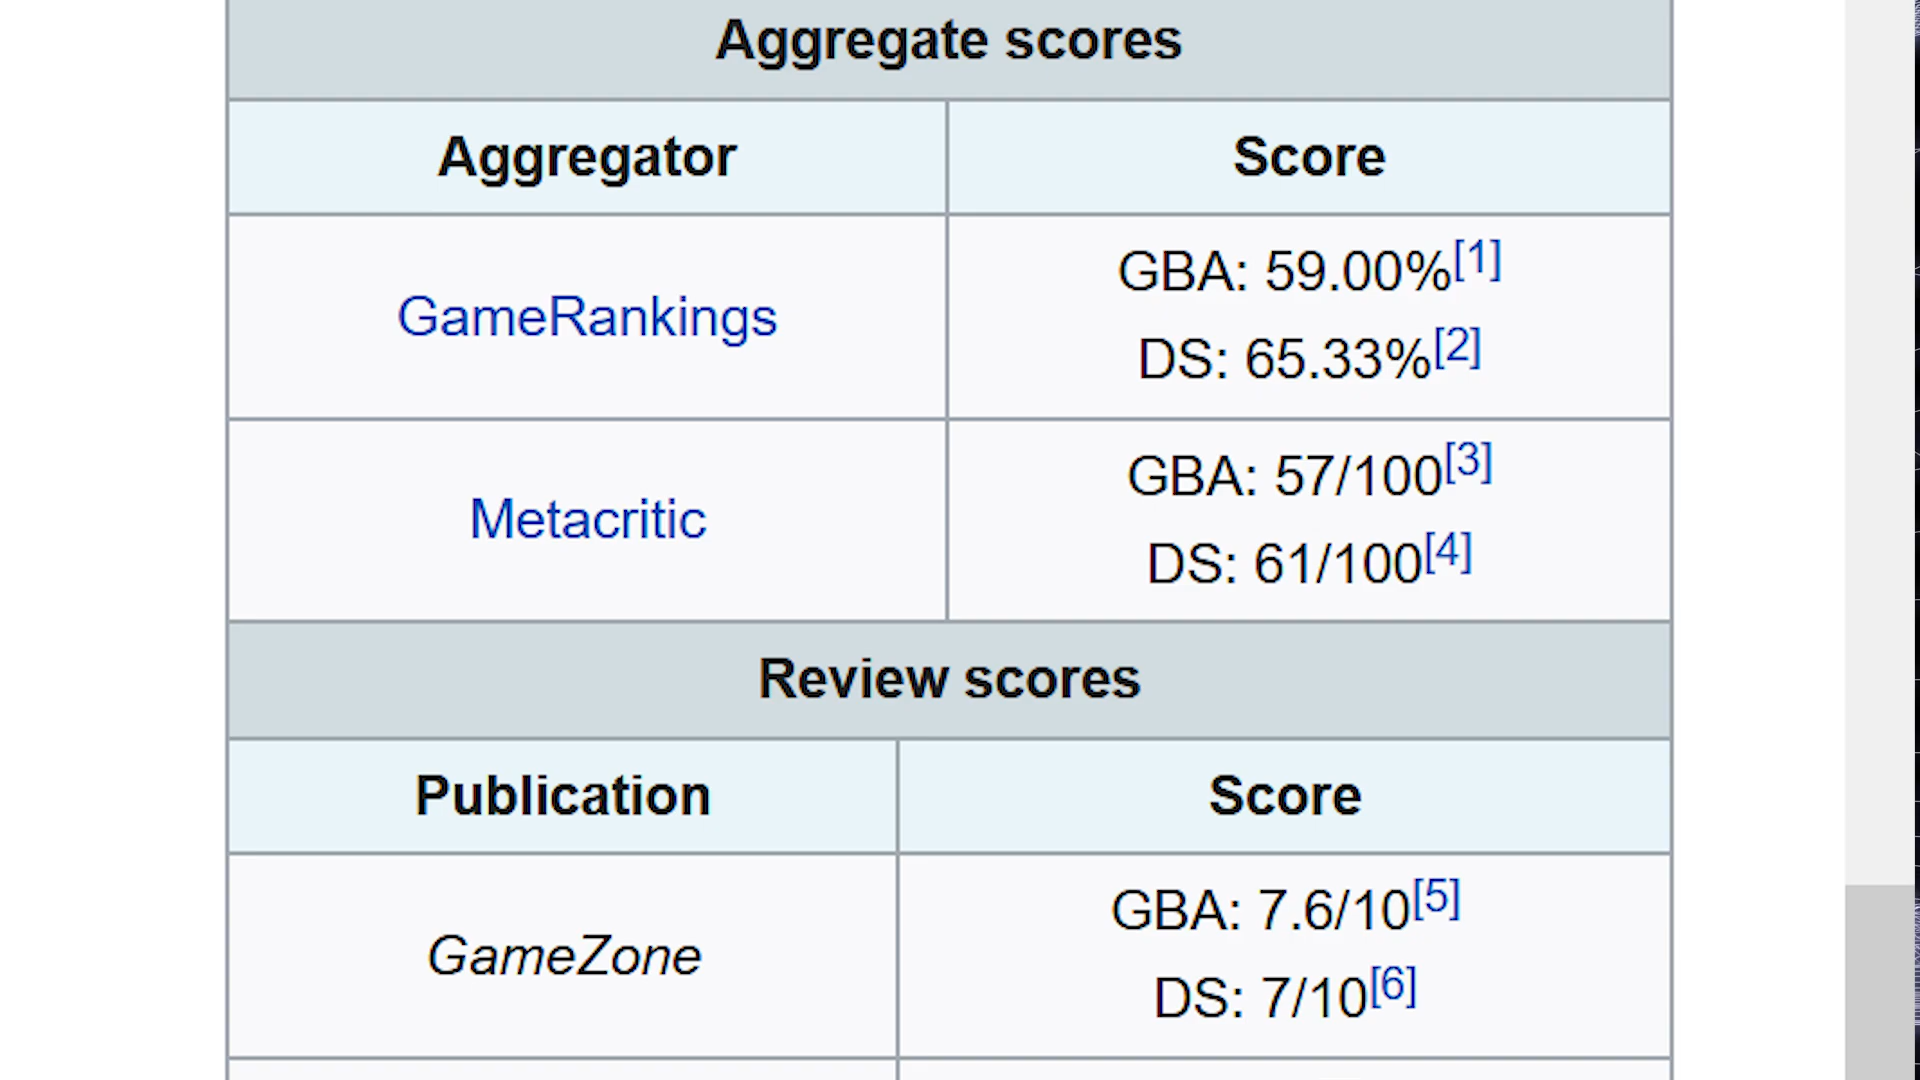 Aggregate scores
Aggregator Score
GameRankings
GBA: 59.00%[1]
DS: 65.33%[2]
Metacritic
GBA: 57/100[3]
DS: 61/100[4]
Review scores
Publication Score
GameZone
GBA: 7.6/10[5]
DS: 7/10[6]